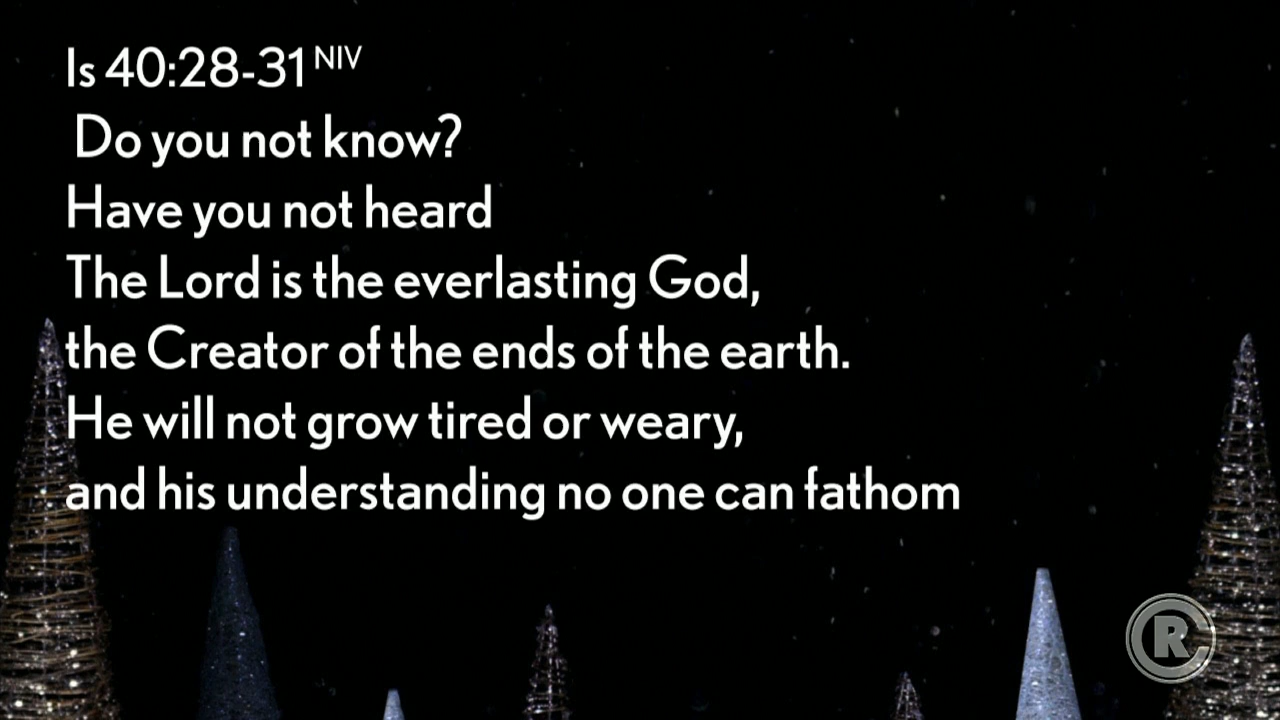 Is 40:28-31 NIV
Do you not know?
Have you not heard
The Lord is the everlasting God,
the Creator of the ends of the earth.
He will not grow tired or weary,
and his understanding no one can fathom
CR